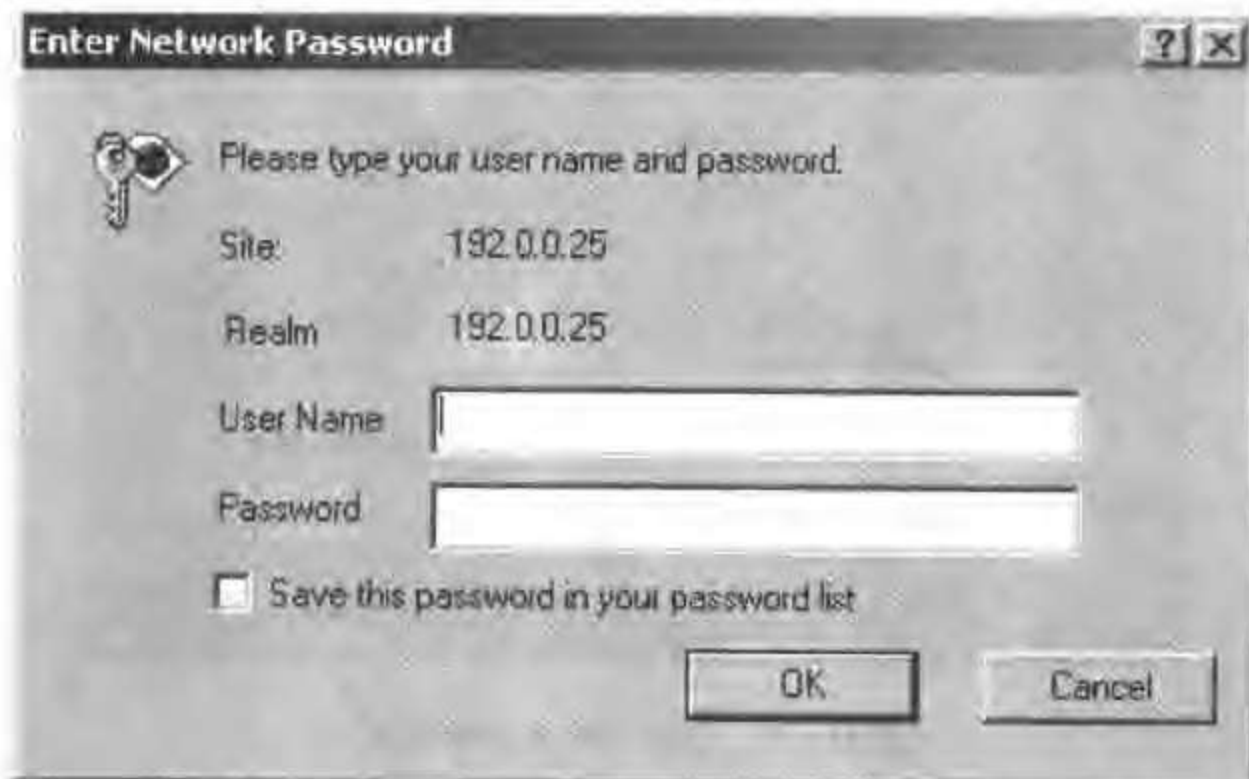 Enter Network Password
Please type your user name and password.
Site: 192.0.0.25
Realm 192.0.0.25
User Name
Password
Save this password in your password list
OK Cancel